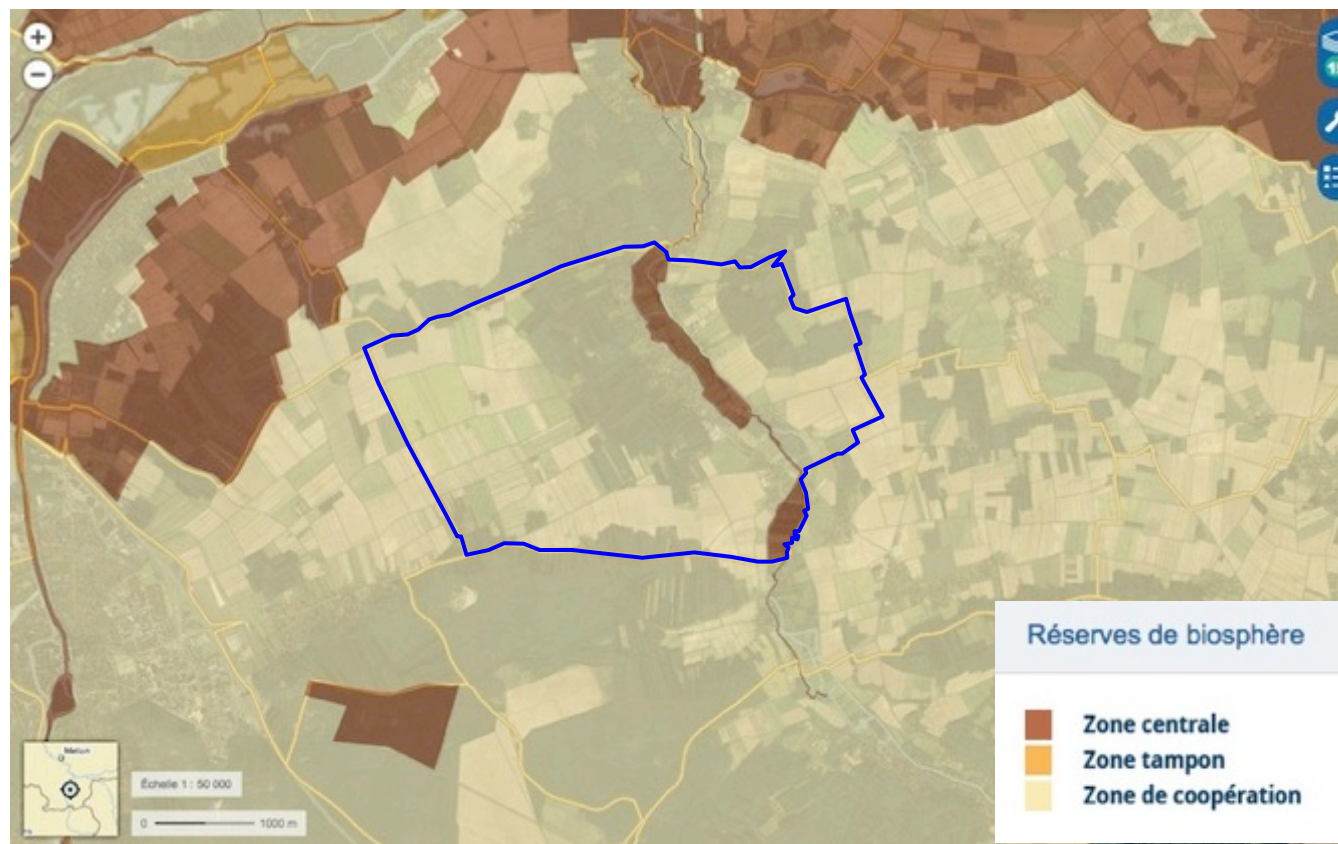 +
−
Réserves de biosphère
Zone centrale
Zone tampon
Zone de coopération
Melun
Échelle 1 : 50 000
0 1000 m